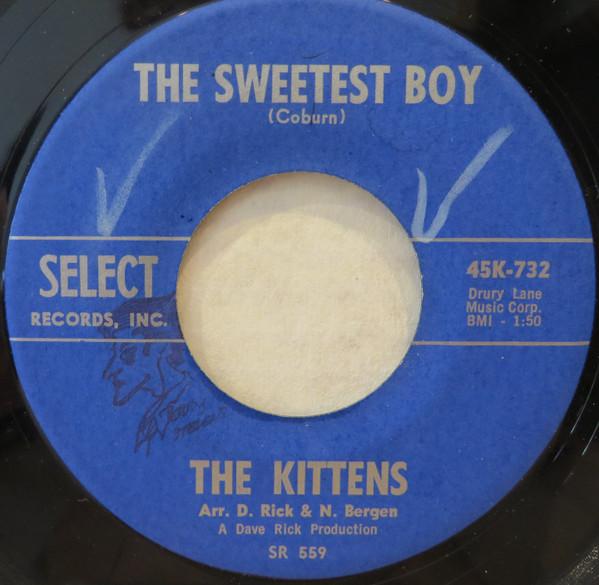 THE SWEETEST BOY
(Coburn)
SELECT
RECORDS, INC.
45K-732
Drury Lane
Music Corp.
BMI - 1:50
THE KITTENS
Arr. D. Rick & N. Bergen
A Dave Rick Production
SR 559